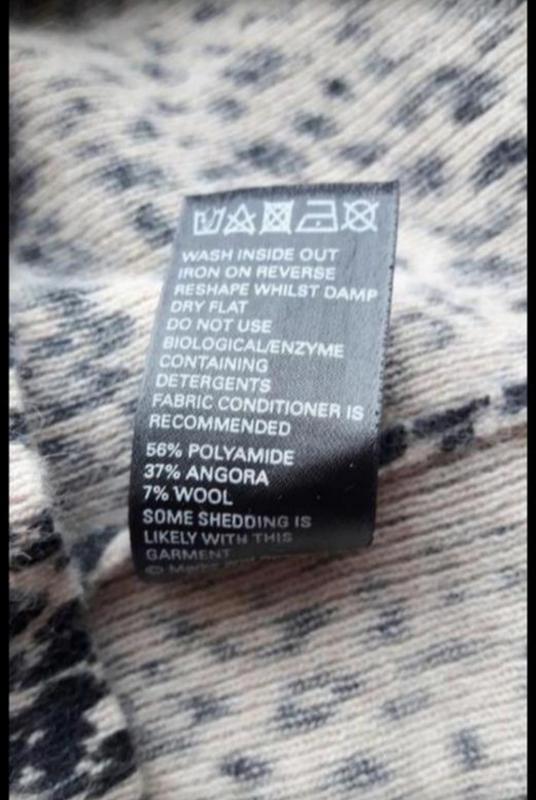 WASH INSIDE OUT
IRON ON REVERSE
RESHAPE WHILST DAMP
DRY FLAT
DO NOT USE
BIOLOGICAL/ENZYME
CONTAINING
DETERGENTS
FABRIC CONDITIONER IS
RECOMMENDED
56% POLYAMIDE
37% ANGORA
7% WOOL
SOME SHEDDING IS
LIKELY WITH THIS
GARMENT
©